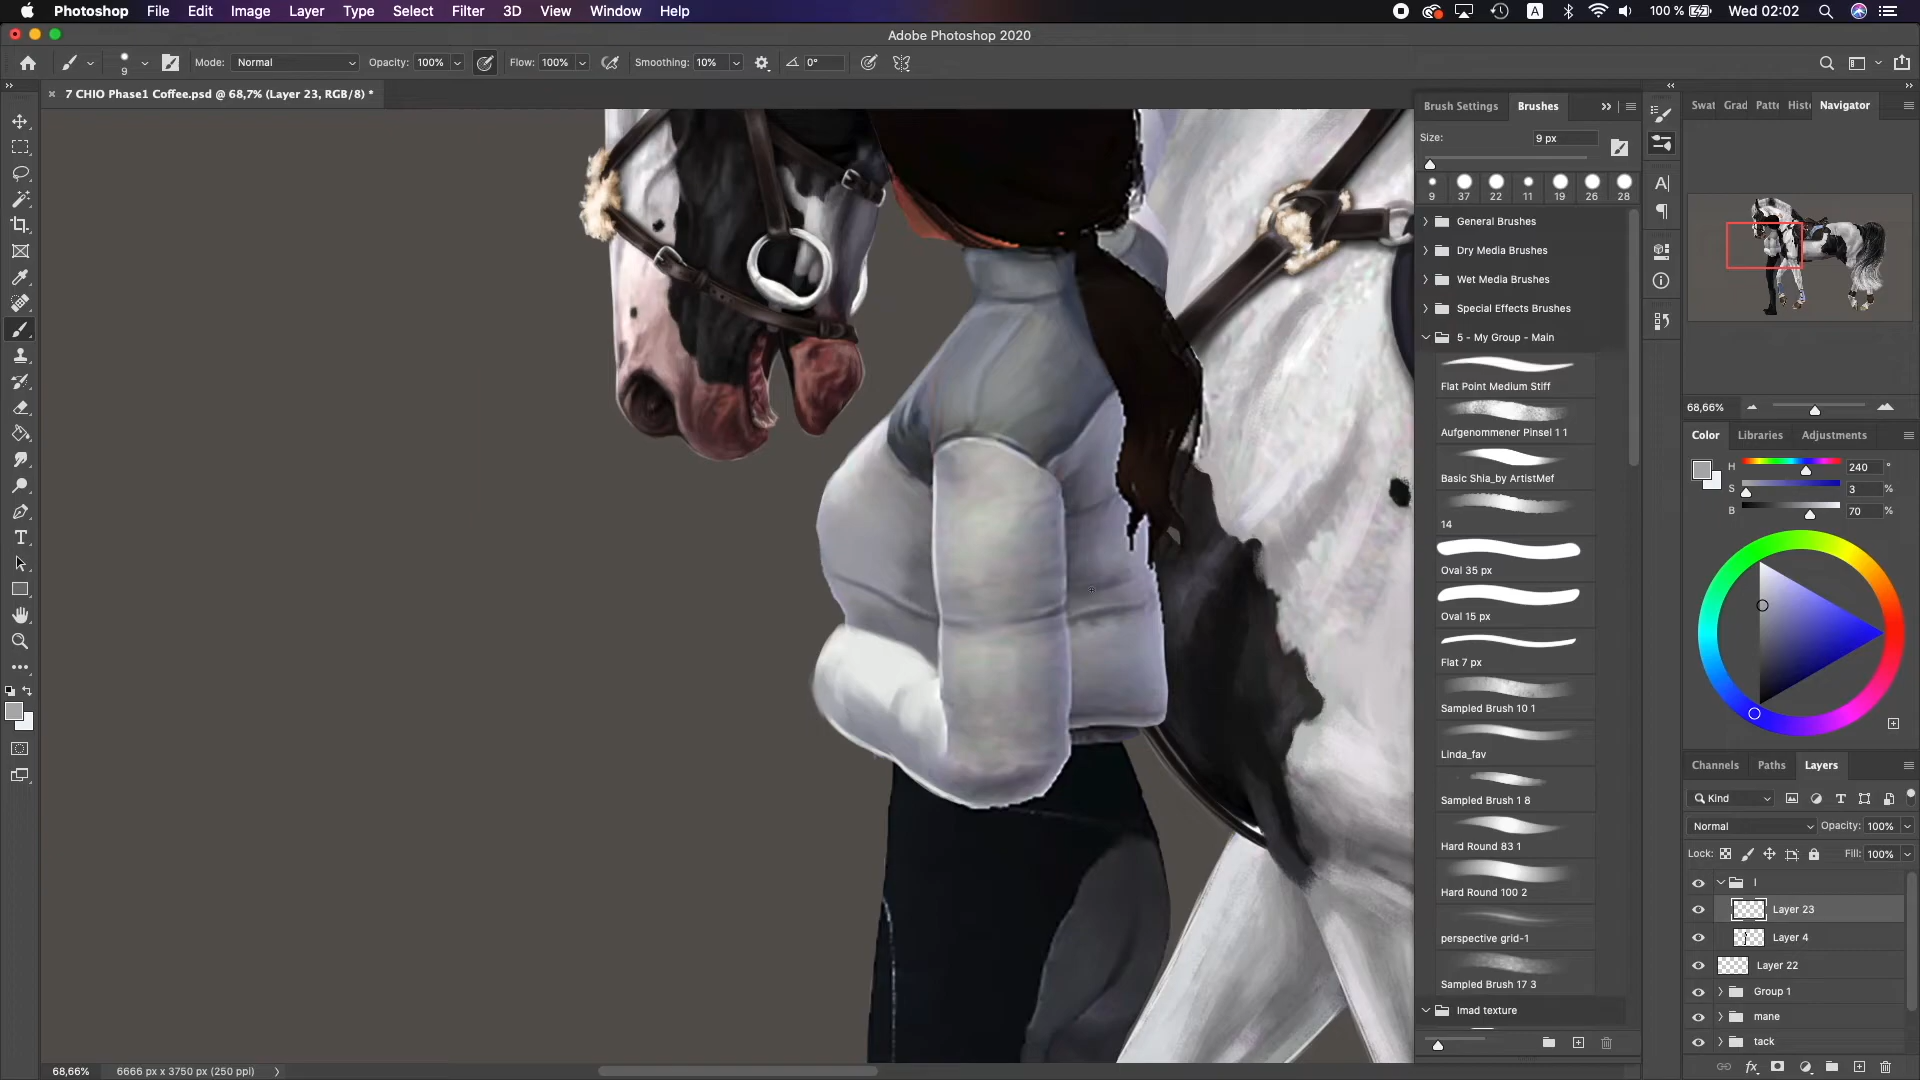 Photoshop File Edit Image Layer Type Select Filter 3D View Window Help A 100 % Wed 02:02
Adobe Photoshop 2020
9 Mode: Normal Opacity: 100% Flow: 100% Smoothing: 10% 0°
7 CHIO Phase1 Coffee.psd @ 68,7% (Layer 23, RGB/8) *
Brush Settings Brushes
Swat Grad Patte Histo Navigator
Size: 9 px
9 37 22 11 19 26 28
General Brushes
Dry Media Brushes
Wet Media Brushes
Special Effects Brushes
5 - My Group - Main
Flat Point Medium Stiff
Aufgenommener Pinsel 1 1
Basic Shia_by ArtistMef
14
Oval 35 px
Oval 15 px
Flat 7 px
Sampled Brush 10 1
Linda_fav
Sampled Brush 1 8
Hard Round 83 1
Hard Round 100 2
perspective grid-1
Sampled Brush 17 3
Imad texture
68,66%
Color Libraries Adjustments
H 240 °
S 3 %
B 70 %
Channels Paths Layers
Kind
Normal Opacity: 100%
Lock: Fill: 100%
Layer 23
Layer 4
Layer 22
Group 1
mane
tack
68,66% 6666 px x 3750 px (250 ppi)